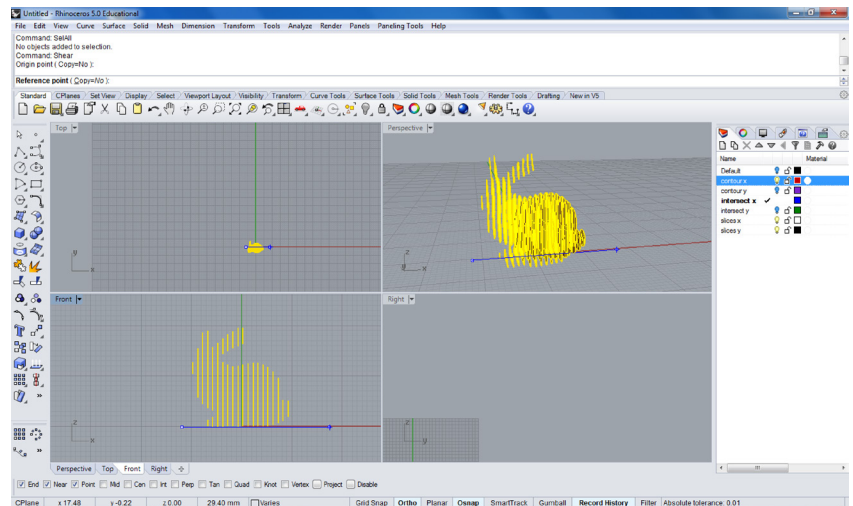 Untitled - Rhinoceros 5.0 Educational
File Edit View Curve Surface Solid Mesh Dimension Transform Tools Analyze Render Panels Paneling Tools Help
Command: SelAll
No objects added to selection.
Command: Shear
Origin point ( Copy=No ):
Reference point ( Copy=No ):
Standard CPlanes Set View Display Select Viewport Layout Visibility Transform Curve Tools Surface Tools Solid Tools Mesh Tools Render Tools Drafting New in V5
Top
Perspective
Name Material
Default
contour x
contour y
intersect x
intersect y
slices x
slices y
y
x
z
x
Front
Right
z
x
z
y
Perspective Top Front Right
End Near Point Mid Cen Int Perp Tan Quad Knot Vertex Project Disable
CPlane x 17.48 y -0.22 z 0.00 29.40 mm Varies Grid Snap Ortho Planar Osnap SmartTrack Gumball Record History Filter Absolute tolerance: 0.01